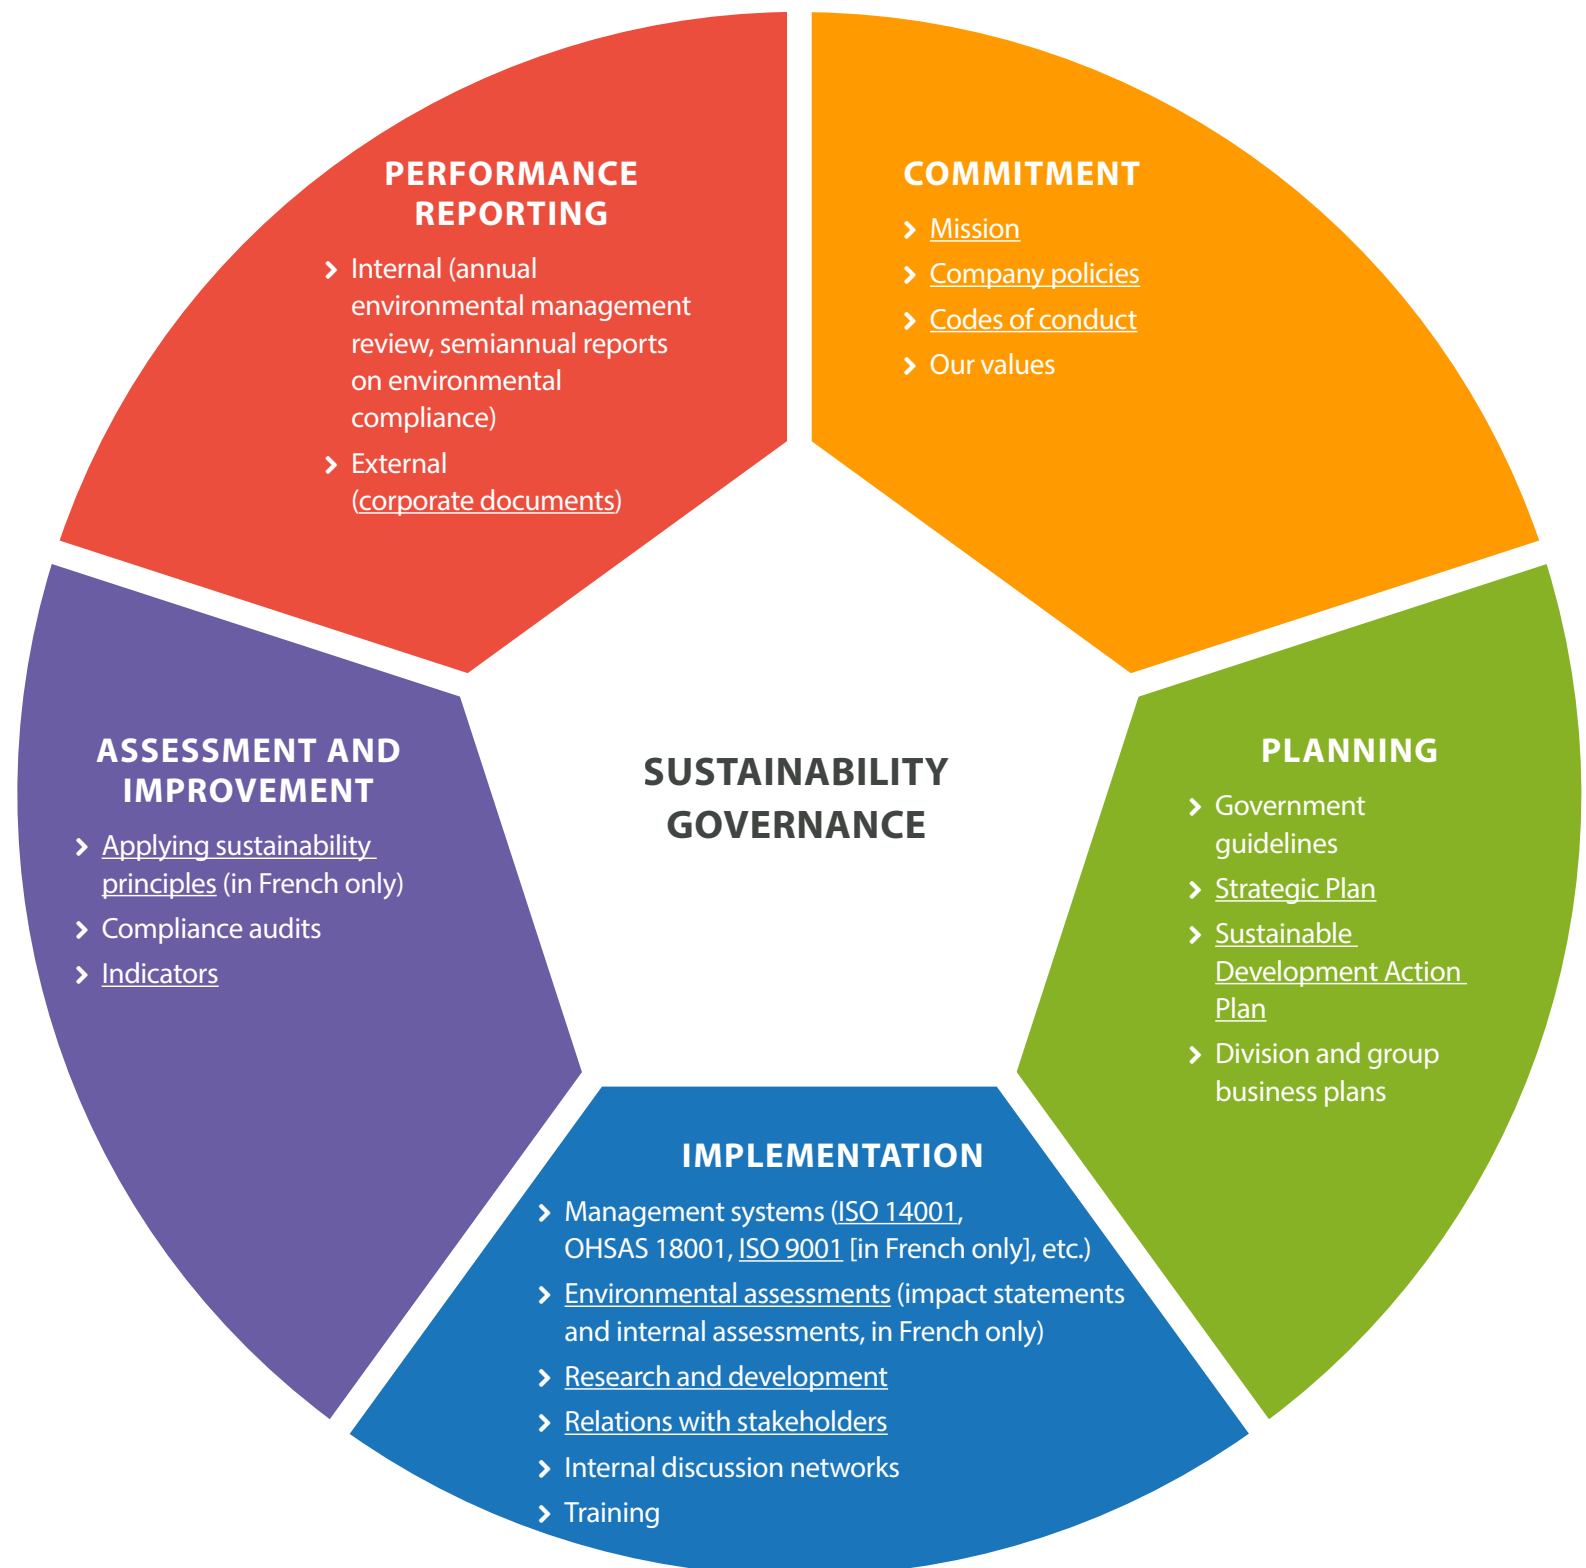 PERFORMANCE
REPORTING
Internal (annual
environmental management
review, semiannual reports
on environmental
compliance)
External
(corporate documents)
COMMITMENT
Mission
Company policies
Codes of conduct
Our values
ASSESSMENT AND
IMPROVEMENT
Applying sustainability
principles (in French only)
Compliance audits
Indicators
SUSTAINABILITY
GOVERNANCE
PLANNING
Government
guidelines
Strategic Plan
Sustainable
Development Action
Plan
Division and group
business plans
IMPLEMENTATION
Management systems (ISO 14001,
OHSAS 18001, ISO 9001 [in French only], etc.)
Environmental assessments (impact statements
and internal assessments, in French only)
Research and development
Relations with stakeholders
Internal discussion networks
Training